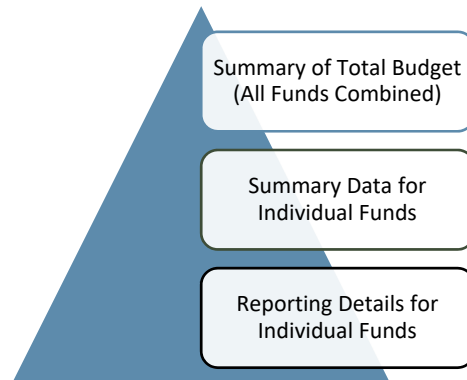 Summary of Total Budget
(All Funds Combined)
Summary Data for
Individual Funds
Reporting Details for
Individual Funds